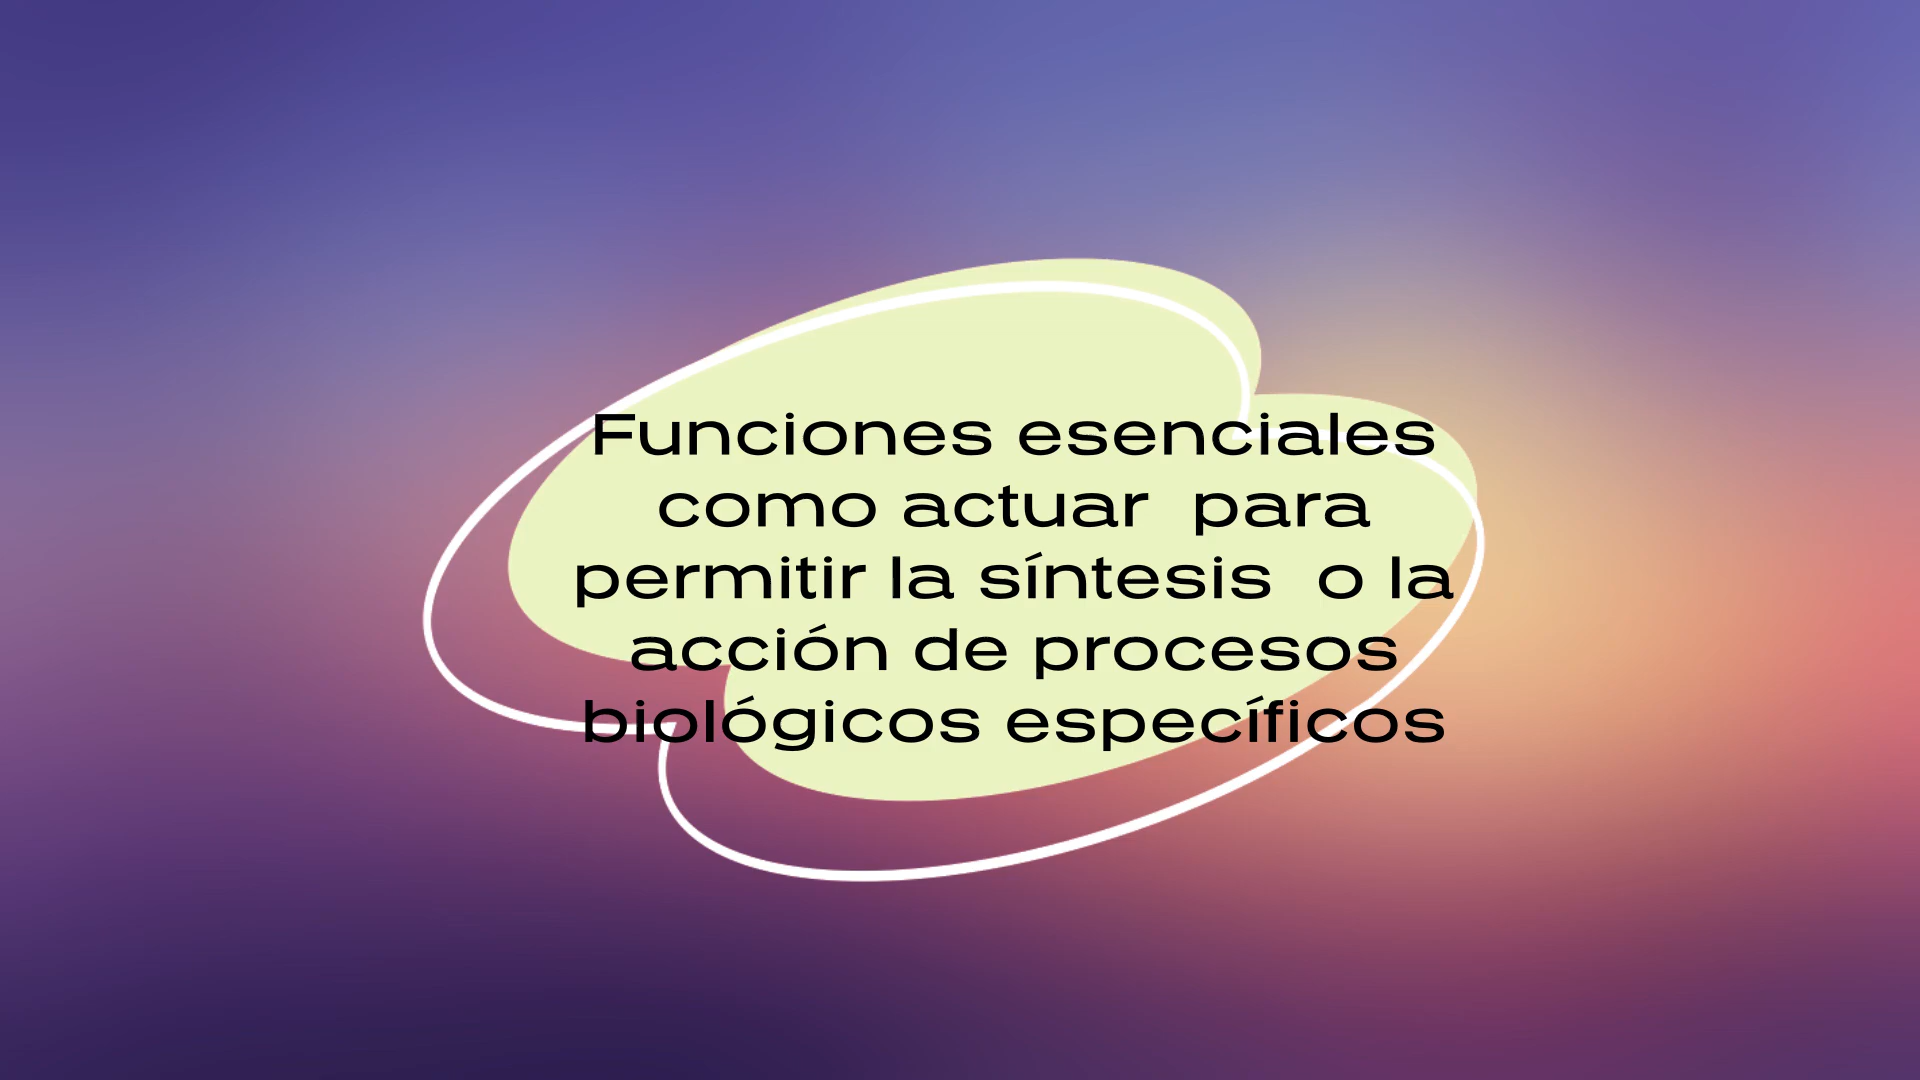 Funciones esenciales
como actuar  para
permitir la síntesis  o la
acción de procesos
biológicos específicos